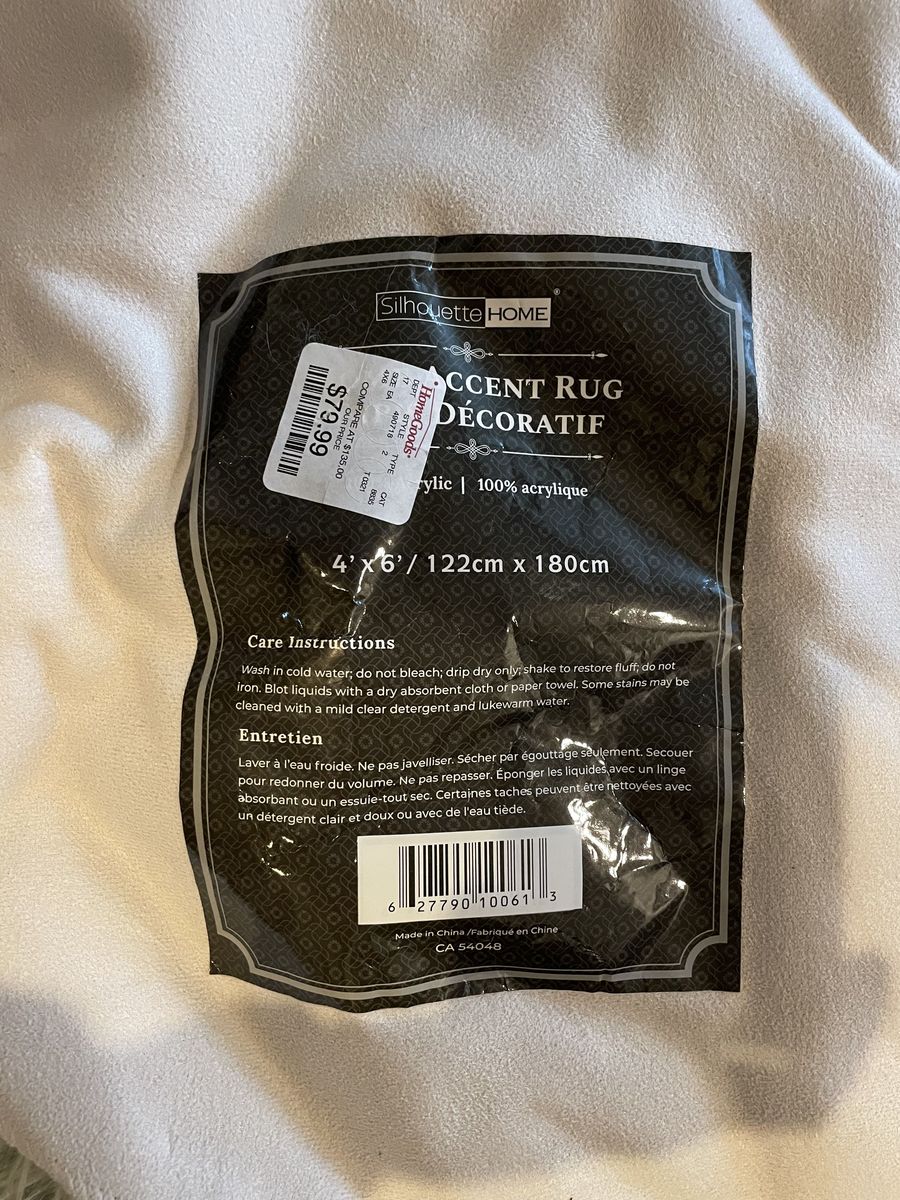 Silhouette HOME®
CCENT RUG
DÉCORATIF
rylic | 100% acrylique
HomeGoods
DEPT STYLE TYPE CAT
17 490718 2 8635
SIZE EA T0321
4X6
COMPARE AT $135.00
OUR PRICE
$79.99
4' x 6' / 122cm x 180cm
Care Instructions
Wash in cold water; do not bleach; drip dry only; shake to restore fluff; do not
iron. Blot liquids with a dry absorbent cloth or paper towel. Some stains may be
cleaned with a mild clear detergent and lukewarm water.
Entretien
Laver à l'eau froide. Ne pas javelliser. Sécher par égouttage seulement. Secouer
pour redonner du volume. Ne pas repasser. Éponger les liquides avec un linge
absorbant ou un essuie-tout sec. Certaines taches peuvent être nettoyées avec
un détergent clair et doux ou avec de l'eau tiède.
6 27790 10061 3
Made in China /Fabriqué en Chine
CA 54048